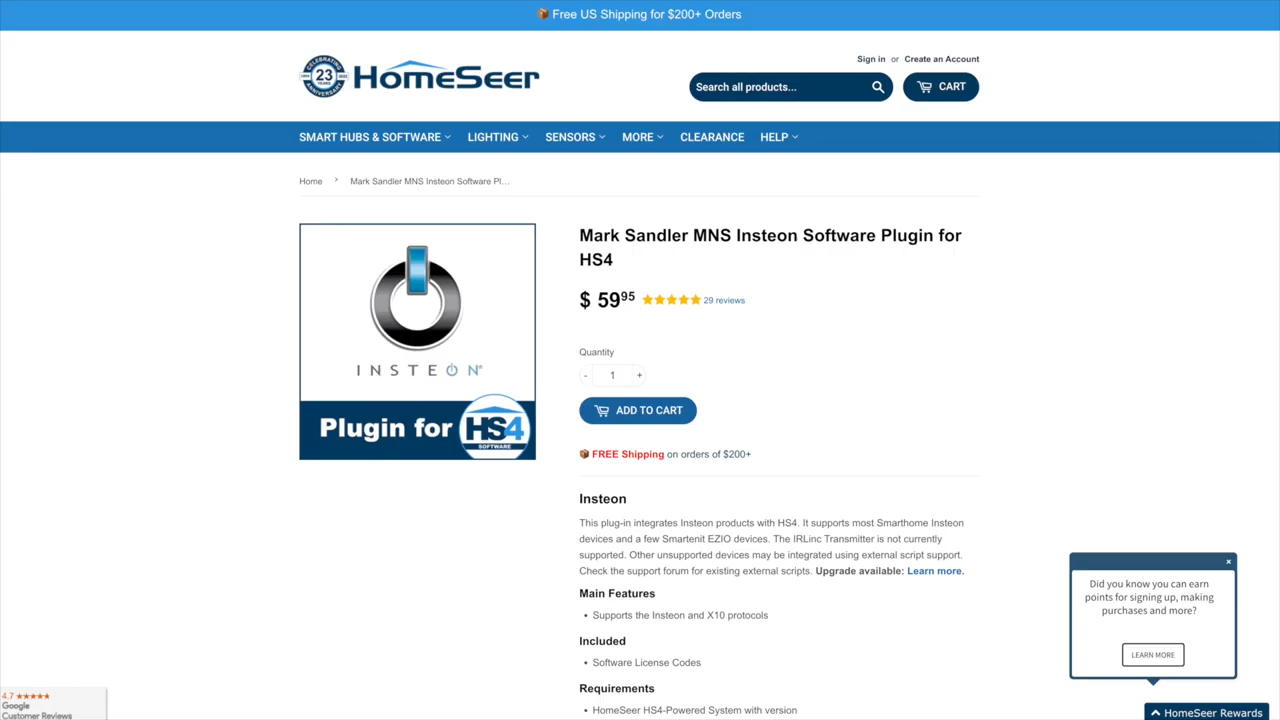 📦 Free US Shipping for $200+ Orders
CELEBRATING
23
YEARS
ANNIVERSARY
HomeSeer
Sign in or Create an Account
Search all products...
CART
SMART HUBS & SOFTWARE
LIGHTING
SENSORS
MORE
CLEARANCE
HELP
Home › Mark Sandler MNS Insteon Software Pl...
INSTEON®
Plugin for HS4
SOFTWARE
Mark Sandler MNS Insteon Software Plugin for
HS4
$ 59 95
29 reviews
Quantity
- 1 +
ADD TO CART
📦 FREE Shipping on orders of $200+
Insteon
This plug-in integrates Insteon products with HS4. It supports most Smarthome Insteon
devices and a few Smartenit EZIO devices. The IRLinc Transmitter is not currently
supported. Other unsupported devices may be integrated using external script support.
Check the support forum for existing external scripts. Upgrade available: Learn more.
Main Features
• Supports the Insteon and X10 protocols
Included
• Software License Codes
Requirements
• HomeSeer HS4-Powered System with version
×
Did you know you can earn
points for signing up, making
purchases and more?
LEARN MORE
HomeSeer Rewards
4.7 ★★★★★
Google
Customer Reviews